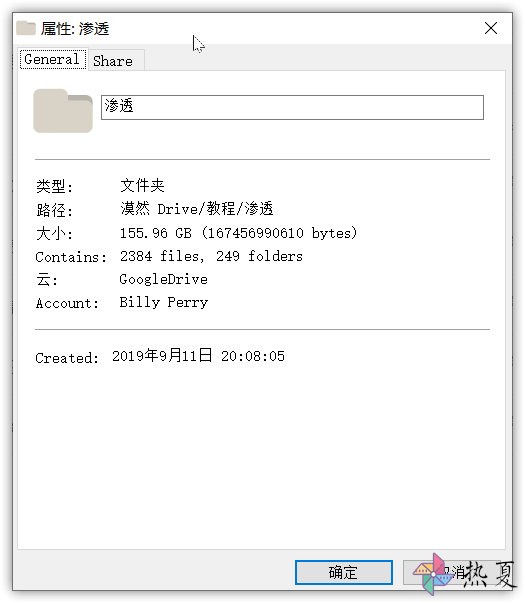 属性: 渗透
General Share
渗透
类型: 文件夹
路径: 漠然 Drive/教程/渗透
大小: 155.96 GB (167456990610 bytes)
Contains: 2384 files, 249 folders
云: GoogleDrive
Account: Billy Perry
Created: 2019年9月11日 20:08:05
确定 取消
热夏